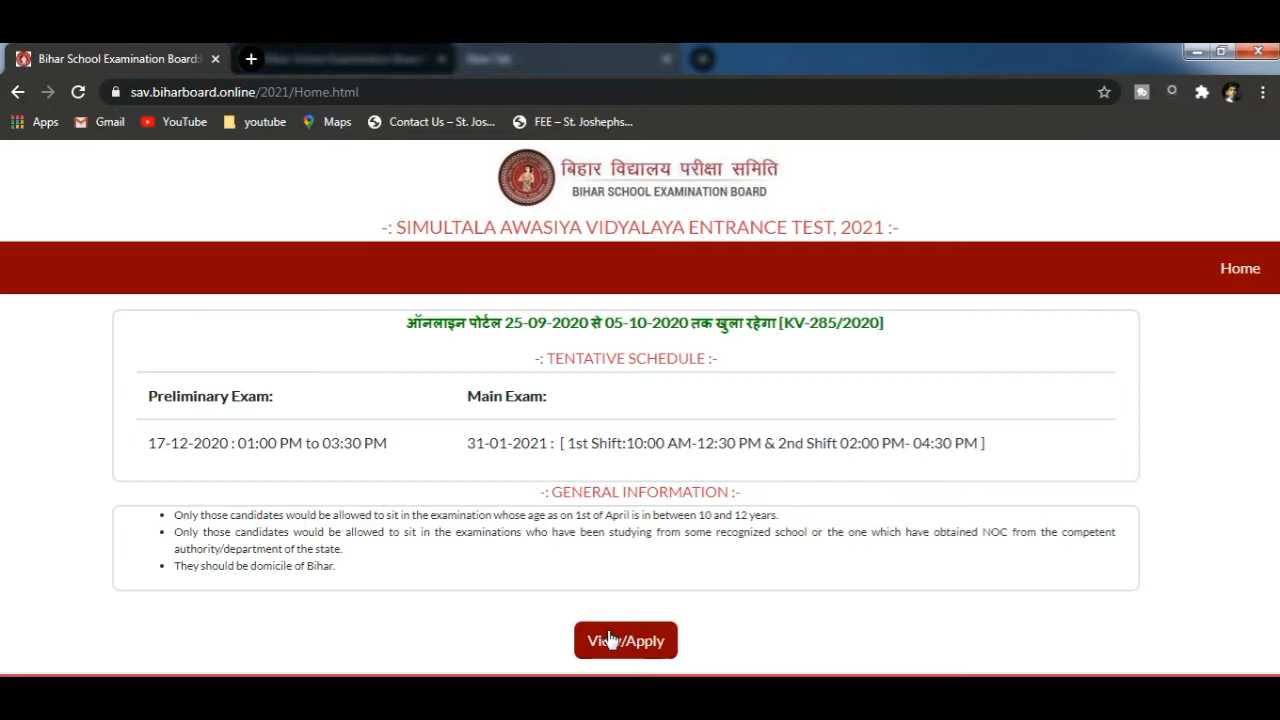 Bihar School Examination Board:
sav.biharboard.online/2021/Home.html
Apps Gmail YouTube youtube Maps Contact Us – St. Jos... FEE – St. Joshephs...
बिहार विद्यालय परीक्षा समिति
BIHAR SCHOOL EXAMINATION BOARD
-: SIMULTALA AWASIYA VIDYALAYA ENTRANCE TEST, 2021 :-
Home
ऑनलाइन पोर्टल 25-09-2020 से 05-10-2020 तक खुला रहेगा [KV-285/2020]
-: TENTATIVE SCHEDULE :-
Preliminary Exam: Main Exam:
17-12-2020 : 01:00 PM to 03:30 PM 31-01-2021 : [ 1st Shift:10:00 AM-12:30 PM & 2nd Shift 02:00 PM- 04:30 PM ]
-: GENERAL INFORMATION :-
• Only those candidates would be allowed to sit in the examination whose age as on 1st of April is in between 10 and 12 years.
• Only those candidates would be allowed to sit in the examinations who have been studying from some recognized school or the one which have obtained NOC from the competent
authority/department of the state.
• They should be domicile of Bihar.
View/Apply